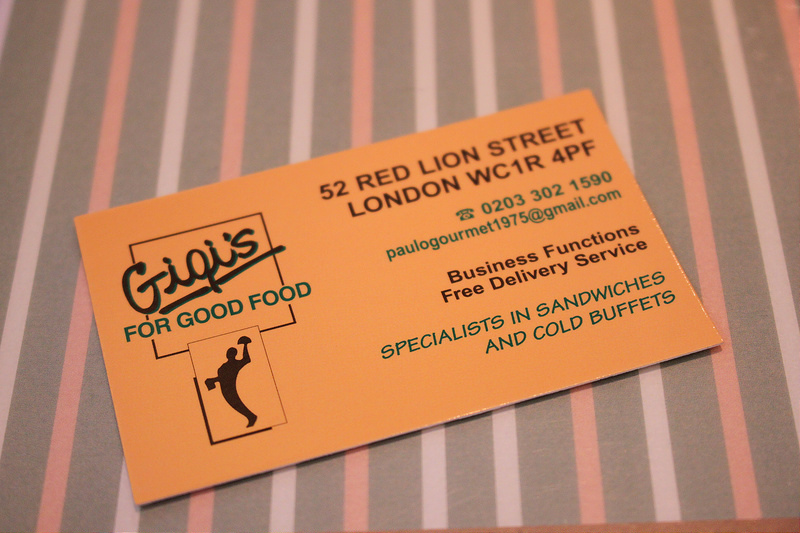 Gigi's
FOR GOOD FOOD
52 RED LION STREET
LONDON WC1R 4PF
☎ 0203 302 1590
paulogourmet1975@gmail.com
Business Functions
Free Delivery Service
SPECIALISTS IN SANDWICHES
AND COLD BUFFETS